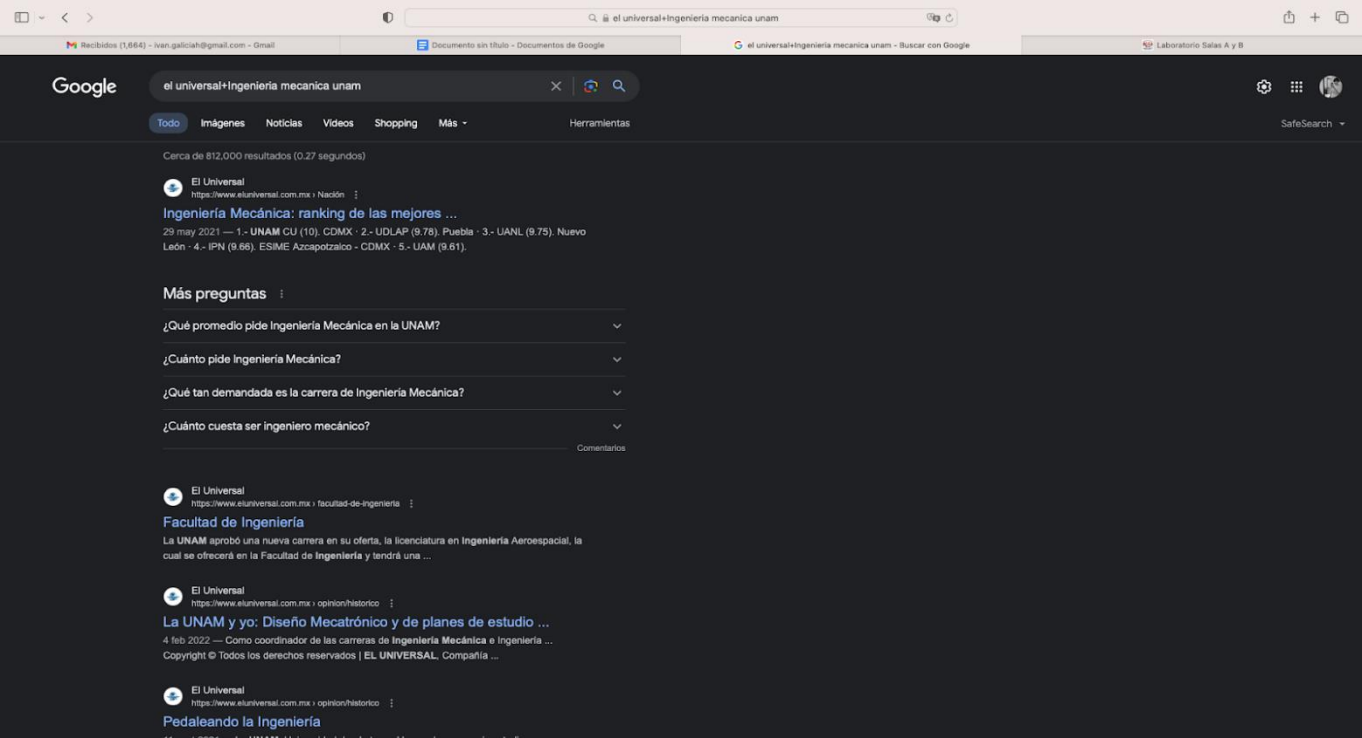 el universal+Ingenieria mecanica unam
Recibidos (1,664) - ivan.galiciah@gmail.com - Gmail
Documento sin título - Documentos de Google
el universal+Ingenieria mecanica unam - Buscar con Google
Laboratorio Salas A y B
Google
el universal+Ingenieria mecanica unam
Todo Imágenes Noticias Videos Shopping Más Herramientas
SafeSearch
Cerca de 812,000 resultados (0.27 segundos)
El Universal
https://www.eluniversal.com.mx › Nación
Ingeniería Mecánica: ranking de las mejores ...
29 may 2021 — 1.- UNAM CU (10). CDMX · 2.- UDLAP (9.78). Puebla · 3.- UANL (9.75). Nuevo
León · 4.- IPN (9.66). ESIME Azcapotzalco - CDMX · 5.- UAM (9.61).
Más preguntas
¿Qué promedio pide Ingeniería Mecánica en la UNAM?
¿Cuánto pide Ingeniería Mecánica?
¿Qué tan demandada es la carrera de Ingeniería Mecánica?
¿Cuánto cuesta ser ingeniero mecánico?
Comentarios
El Universal
https://www.eluniversal.com.mx › facultad-de-ingenieria
Facultad de Ingeniería
La UNAM aprobó una nueva carrera en su oferta, la licenciatura en Ingeniería Aeroespacial, la
cual se ofrecerá en la Facultad de Ingeniería y tendrá una ...
El Universal
https://www.eluniversal.com.mx › opinion/historico
La UNAM y yo: Diseño Mecatrónico y de planes de estudio ...
4 feb 2022 — Como coordinador de las carreras de Ingeniería Mecánica e Ingeniería ...
Copyright © Todos los derechos reservados | EL UNIVERSAL, Compañía ...
El Universal
https://www.eluniversal.com.mx › opinion/historico
Pedaleando la Ingeniería